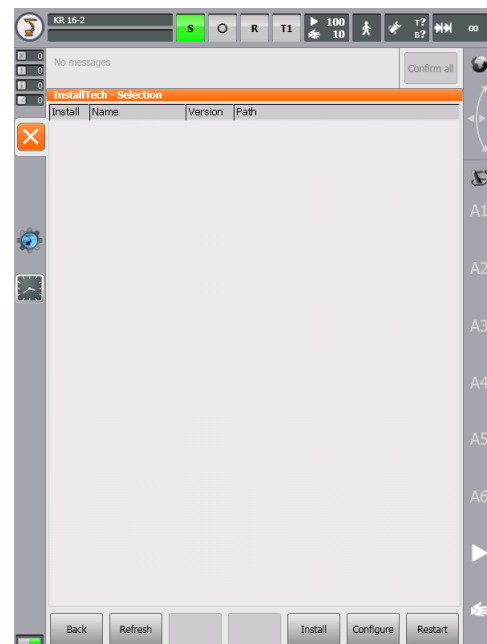 KR 16-2
S O R T1 100 10 T? B? ∞
0
0
0
0
No messages
Confirm all
InstallTech - Selection
Install Name Version Path
A1
A2
A3
A4
A5
A6
Back Refresh Install Configure Restart